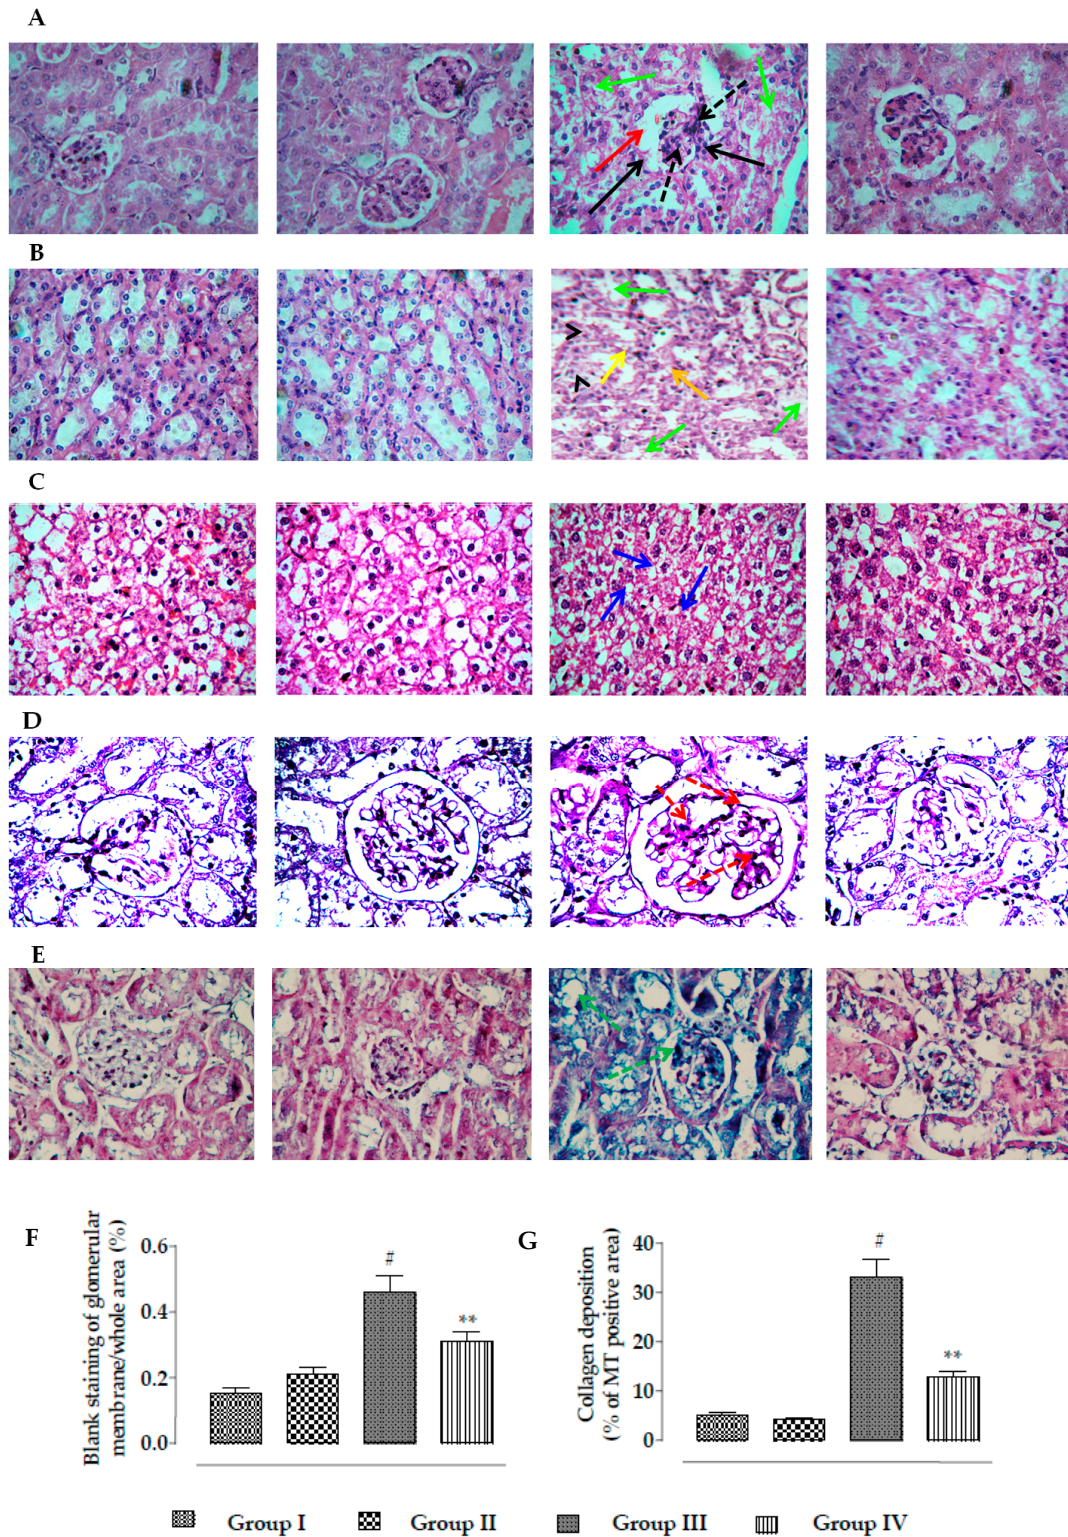 A
B
C
D
E
F
Blank staining of glomerular
membrane/whole area (%)
0.6
0.4
0.2
0.0
#
**
G
Collagen deposition
(% of MT positive area)
40
30
20
10
0
#
**
Group I
Group II
Group III
Group IV